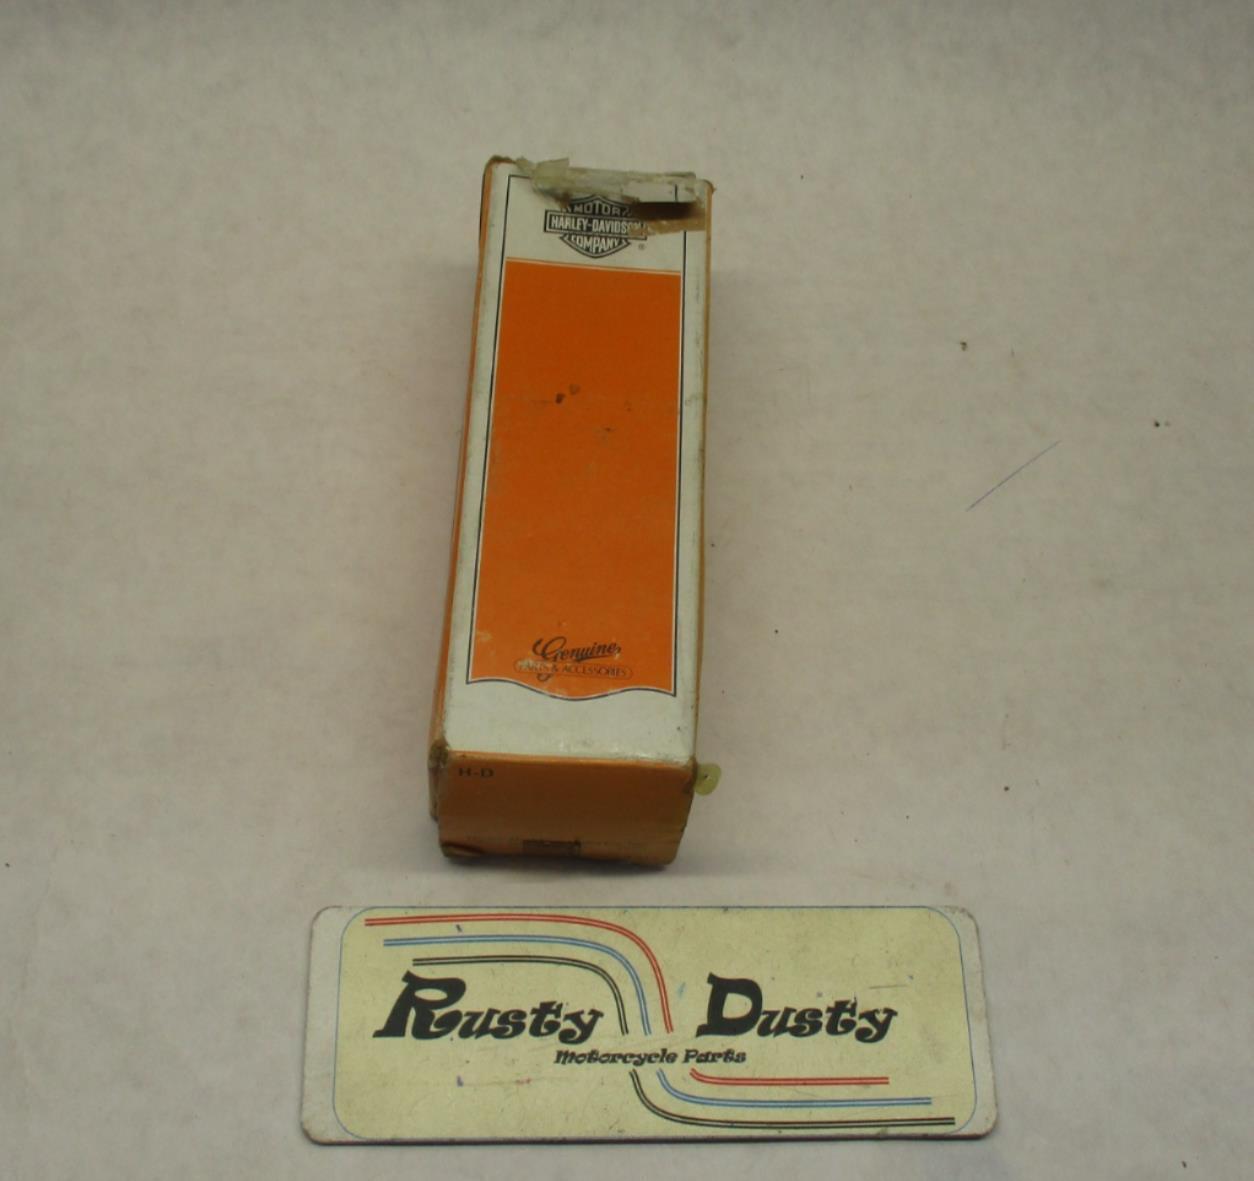 MOTOR
HARLEY-DAVIDSON
COMPANY
®
Genuine
PARTS & ACCESSORIES
H-D
Rusty Dusty
Motorcycle Parts